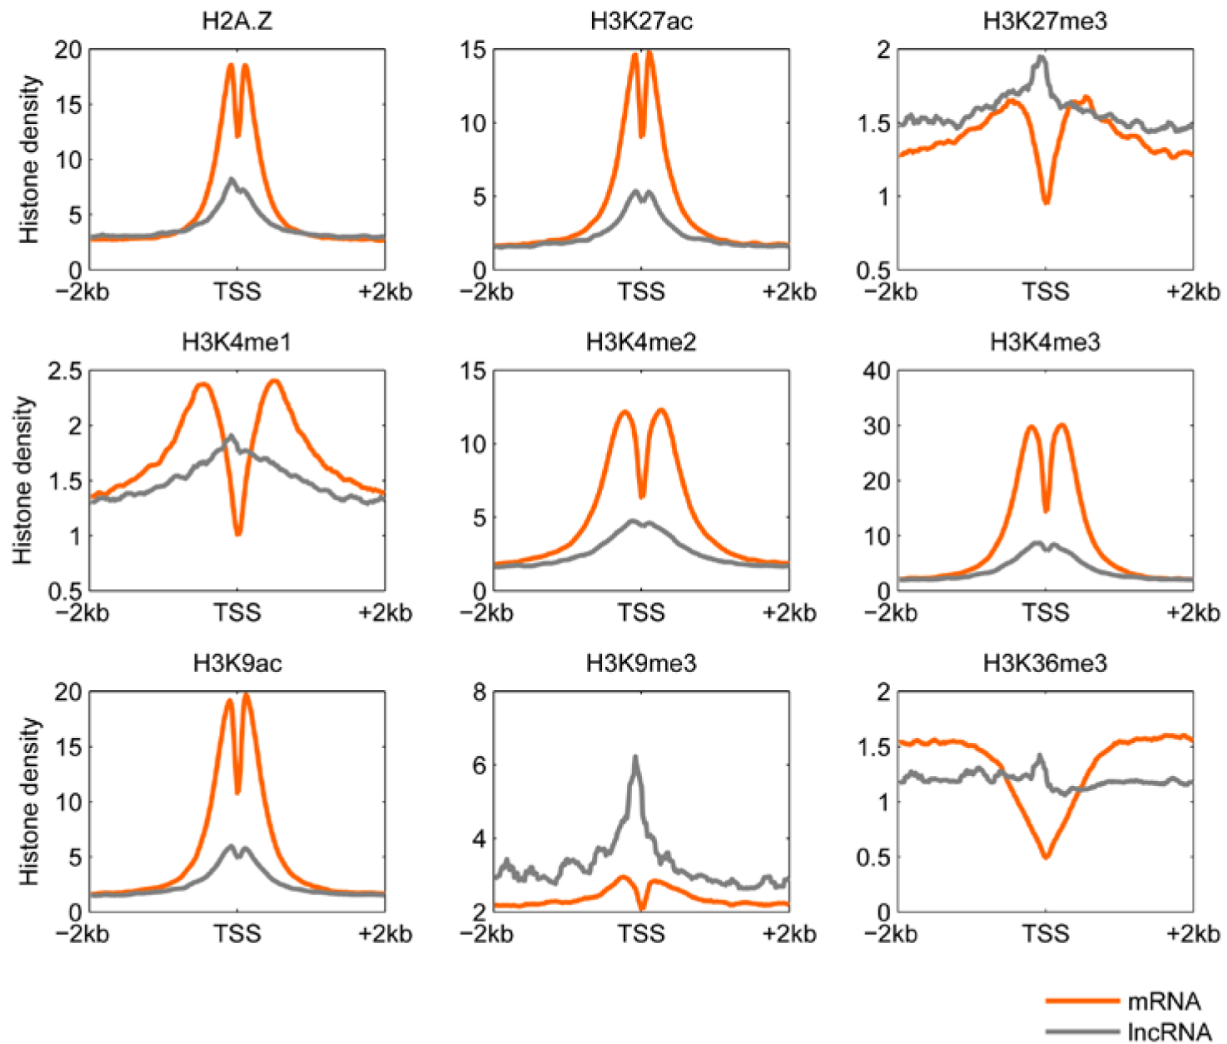 H2A.Z H3K27ac H3K27me3
Histone density
20 15 2
15 10 1.5
10 5 1
5 0 0.5
0
−2kb TSS +2kb −2kb TSS +2kb −2kb TSS +2kb
H3K4me1 H3K4me2 H3K4me3
Histone density
2.5 15 40
2 10 30
1.5 5 20
1 0 10
0.5 0
−2kb TSS +2kb −2kb TSS +2kb −2kb TSS +2kb
H3K9ac H3K9me3 H3K36me3
Histone density
20 8 2
15 6 1.5
10 4 1
5 2 0.5
0 0
−2kb TSS +2kb −2kb TSS +2kb −2kb TSS +2kb
mRNA
lncRNA